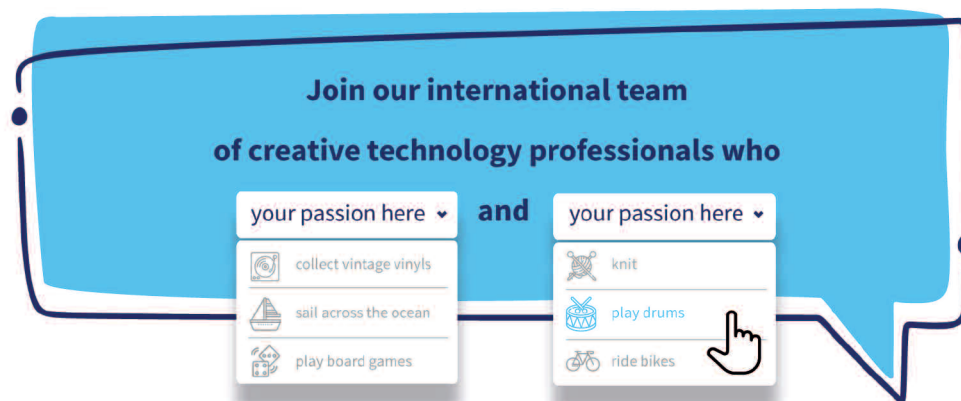 Join our international team
of creative technology professionals who
your passion here and your passion here
collect vintage vinyls
sail across the ocean
play board games
knit
play drums
ride bikes